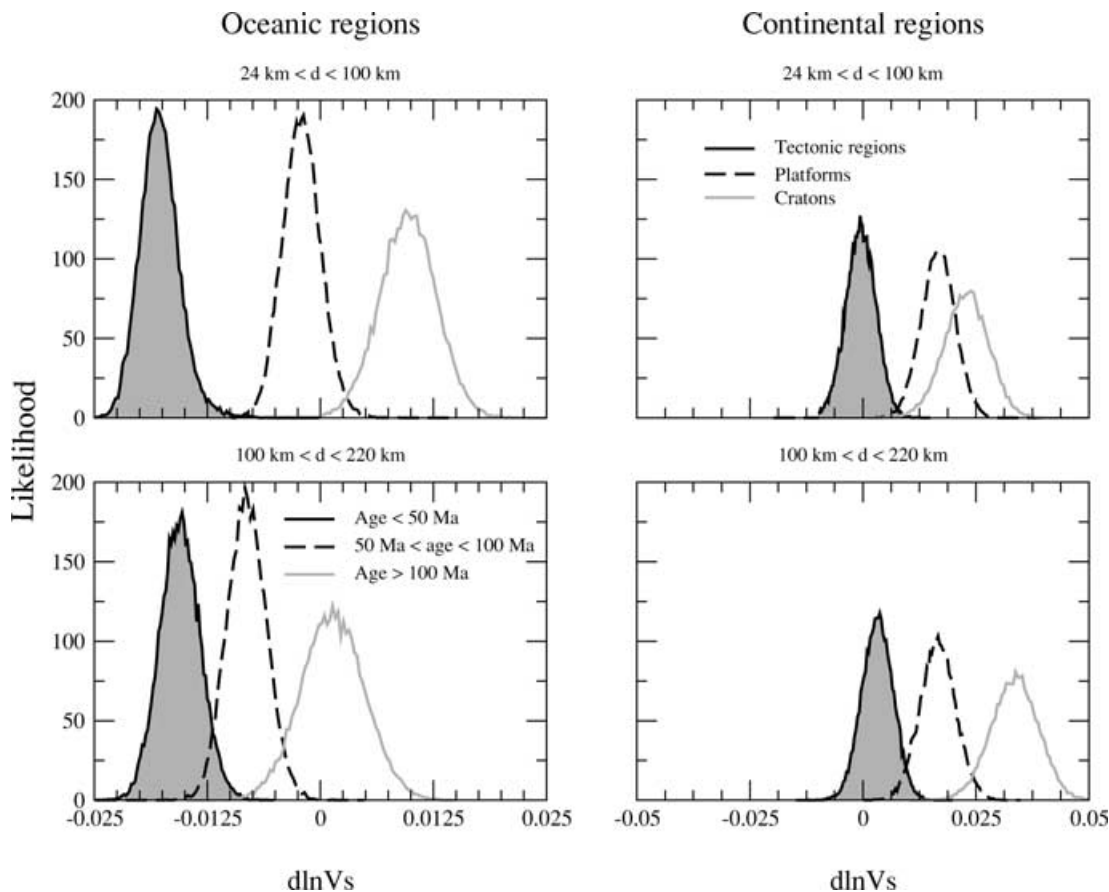 Oceanic regions
Continental regions
24 km < d < 100 km
24 km < d < 100 km
200
150
100
50
0
Tectonic regions
Platforms
Cratons
Likelihood
100 km < d < 220 km
100 km < d < 220 km
200
150
100
50
0
Age < 50 Ma
50 Ma < age < 100 Ma
Age > 100 Ma
-0.025 -0.0125 0 0.0125 0.025
-0.05 -0.025 0 0.025 0.05
dlnVs
dlnVs